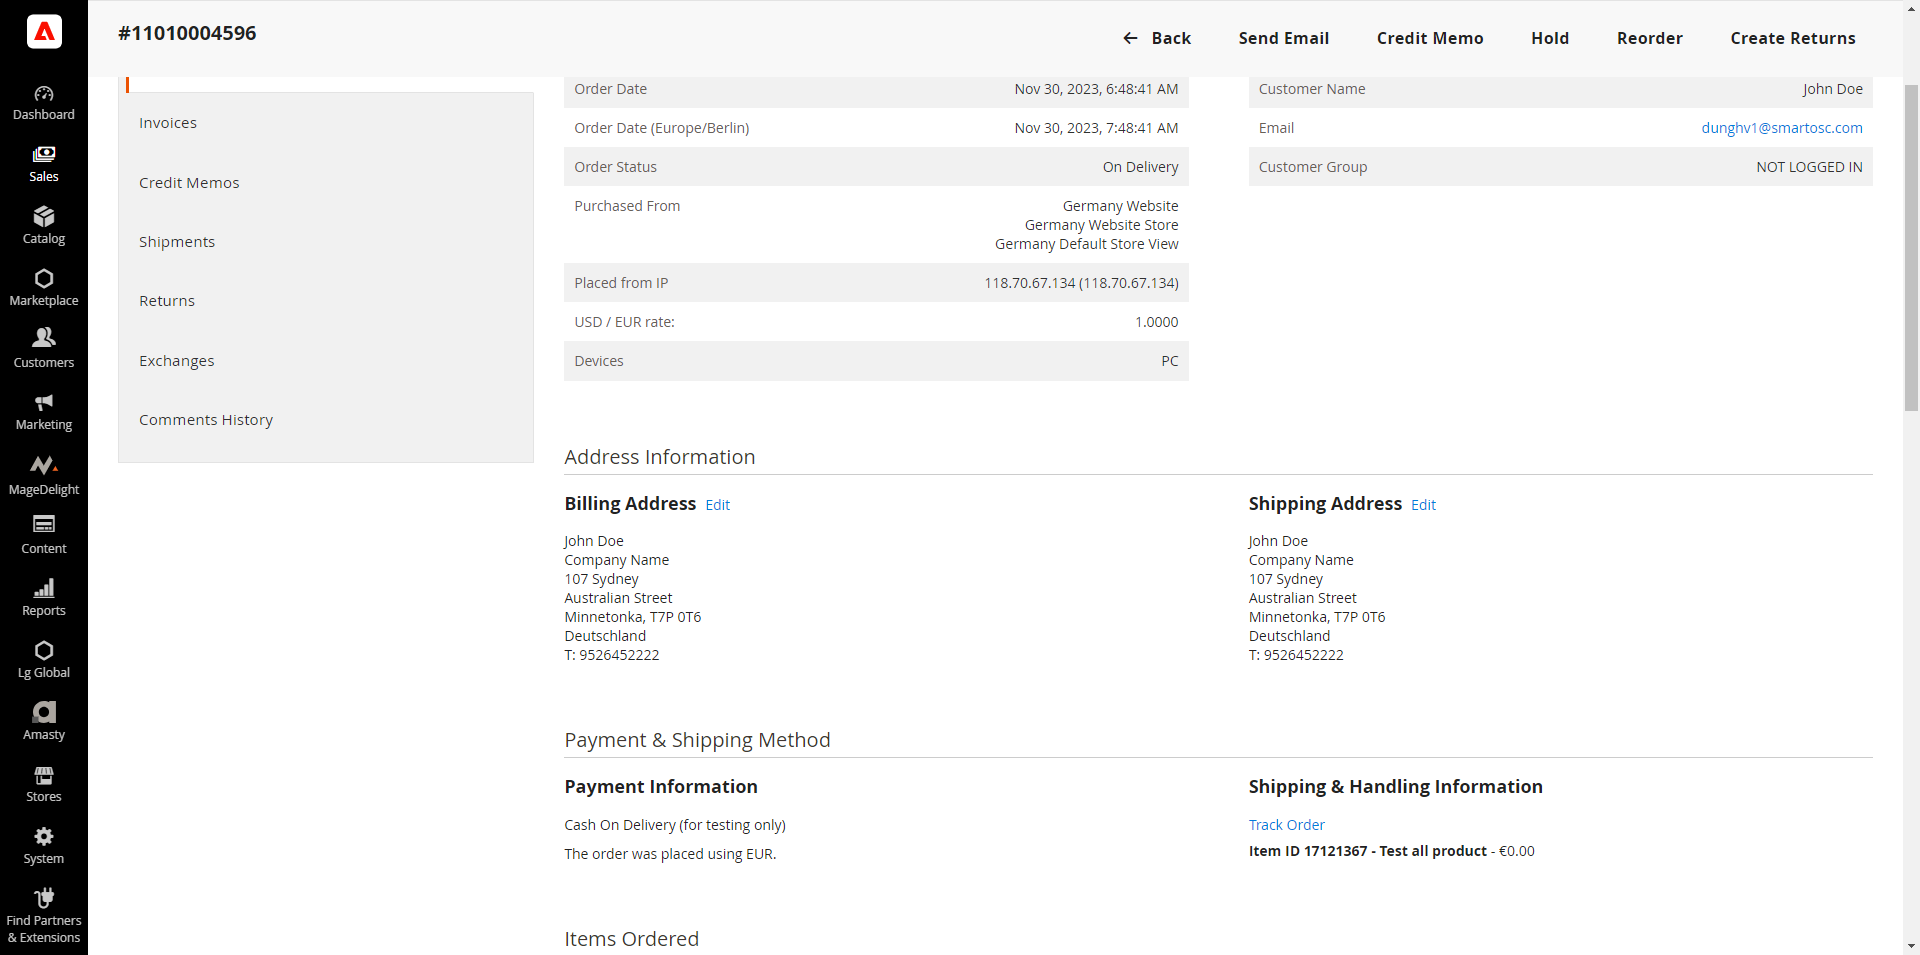 #11010004596
Back
Send Email
Credit Memo
Hold
Reorder
Create Returns
Dashboard
Sales
Catalog
Marketplace
Customers
Marketing
MageDelight
Content
Reports
Lg Global
Amasty
Stores
System
Find Partners
& Extensions
Invoices
Credit Memos
Shipments
Returns
Exchanges
Comments History
Order Date Nov 30, 2023, 6:48:41 AM
Order Date (Europe/Berlin) Nov 30, 2023, 7:48:41 AM
Order Status On Delivery
Purchased From Germany Website
Germany Website Store
Germany Default Store View
Placed from IP 118.70.67.134 (118.70.67.134)
USD / EUR rate: 1.0000
Devices PC
Customer Name John Doe
Email dunghv1@smartosc.com
Customer Group NOT LOGGED IN
Address Information
Billing Address Edit
John Doe
Company Name
107 Sydney
Australian Street
Minnetonka, T7P 0T6
Deutschland
T: 9526452222
Shipping Address Edit
John Doe
Company Name
107 Sydney
Australian Street
Minnetonka, T7P 0T6
Deutschland
T: 9526452222
Payment & Shipping Method
Payment Information
Cash On Delivery (for testing only)
The order was placed using EUR.
Shipping & Handling Information
Track Order
Item ID 17121367 - Test all product - €0.00
Items Ordered